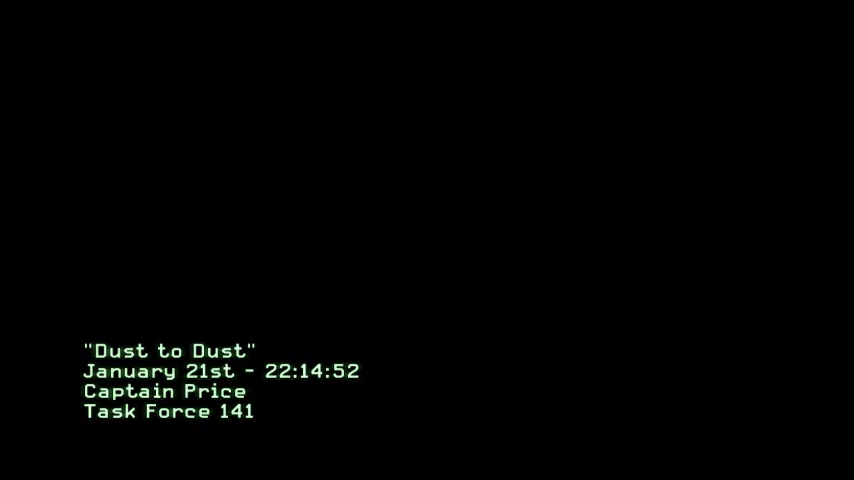 "Dust to Dust"
January 21st - 22:14:52
Captain Price
Task Force 141